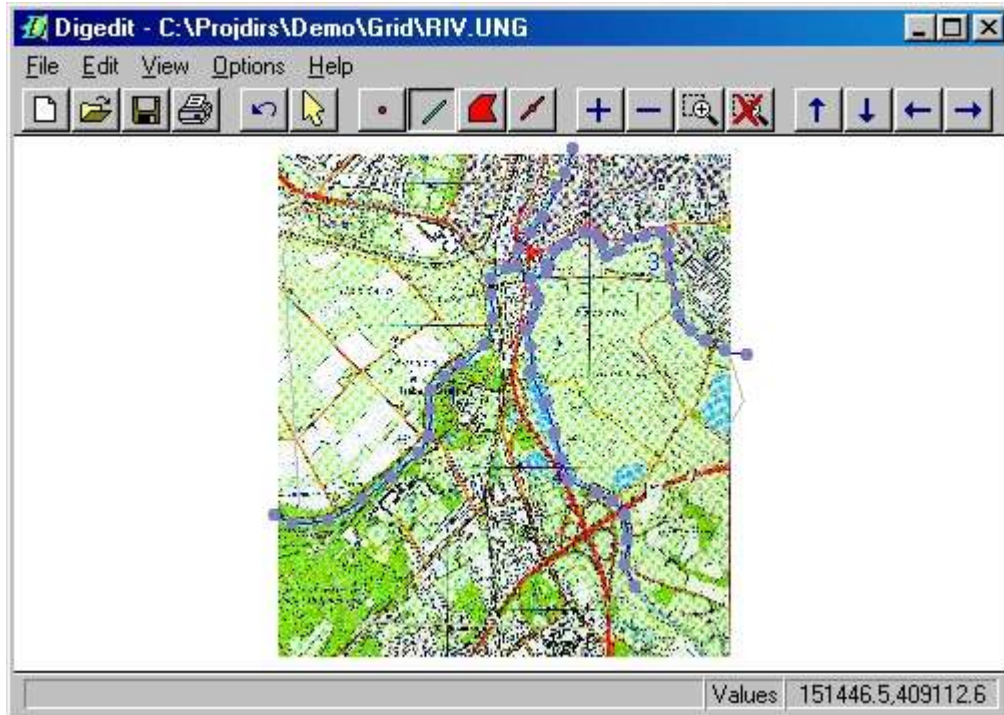 Digedit - C:\Projdirs\Demo\Grid\RIV.UNG
File Edit View Options Help
3
Values 151446.5,409112.6